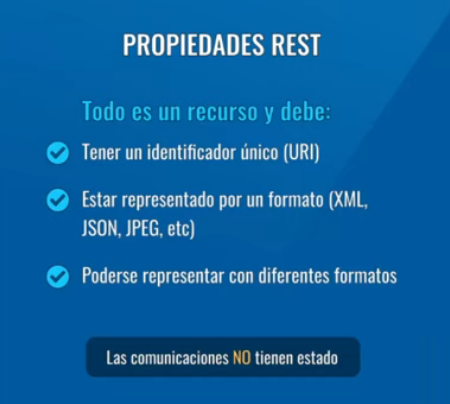 PROPIEDADES REST
Todo es un recurso y debe:
Tener un identificador único (URI)
Estar representado por un formato (XML,
JSON, JPEG, etc)
Poderse representar con diferentes formatos
Las comunicaciones NO tienen estado